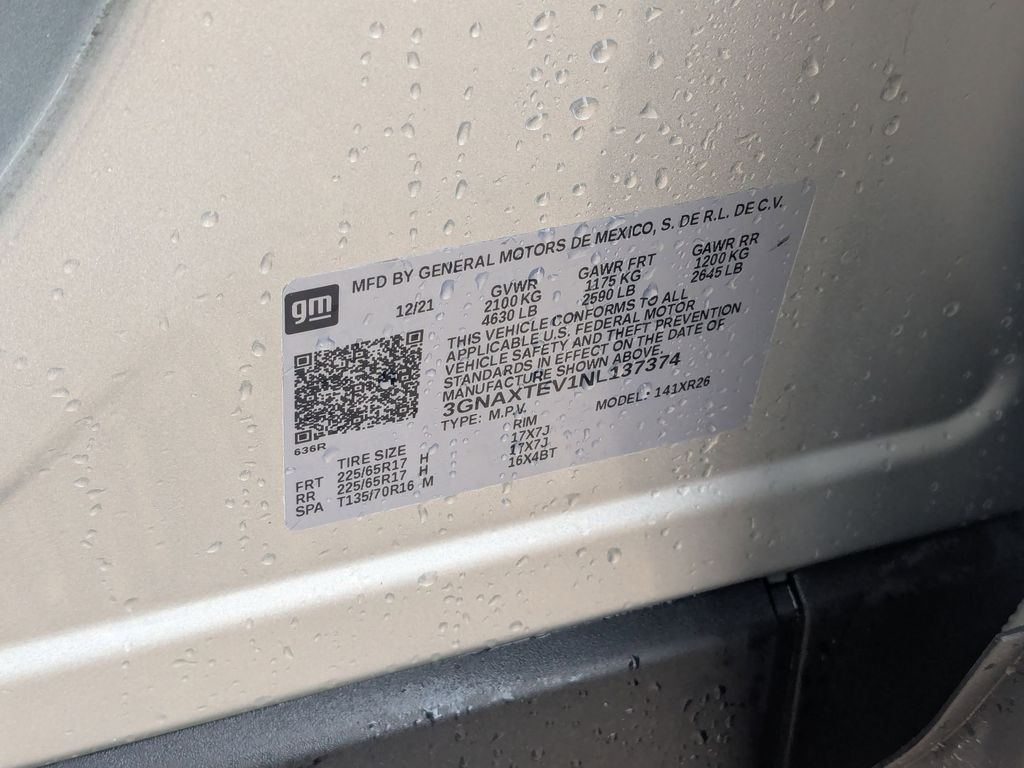 MFD BY GENERAL MOTORS DE MEXICO, S. DE R.L. DE C.V.
gm
12/21 GVWR GAWR FRT GAWR RR
2100 KG 1175 KG 1200 KG
4630 LB 2590 LB 2645 LB
THIS VEHICLE CONFORMS TO ALL
APPLICABLE U.S. FEDERAL MOTOR
VEHICLE SAFETY AND THEFT PREVENTION
STANDARDS IN EFFECT ON THE DATE OF
MANUFACTURE SHOWN ABOVE.
3GNAXTEV1NL137374
TYPE: M.P.V. MODEL: 141XR26
636R
TIRE SIZE RIM
FRT 225/65R17 H 17X7J
RR 225/65R17 H 17X7J
SPA T135/70R16 M 16X4BT